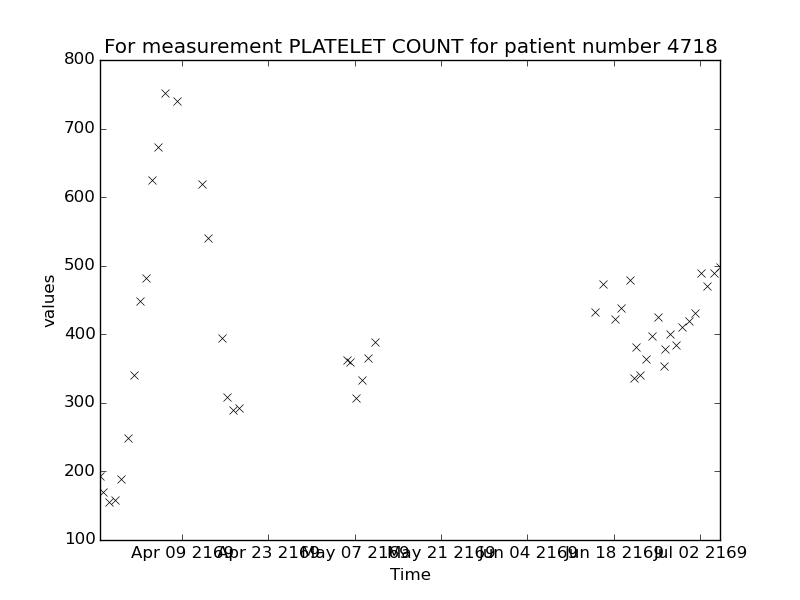 For measurement PLATELET COUNT for patient number 4718
800
700
600
500
400
300
200
100
values
Apr 09 2169 Apr 23 2169 May 07 2169 May 21 2169 Jun 04 2169 Jun 18 2169 Jul 02 2169
Time